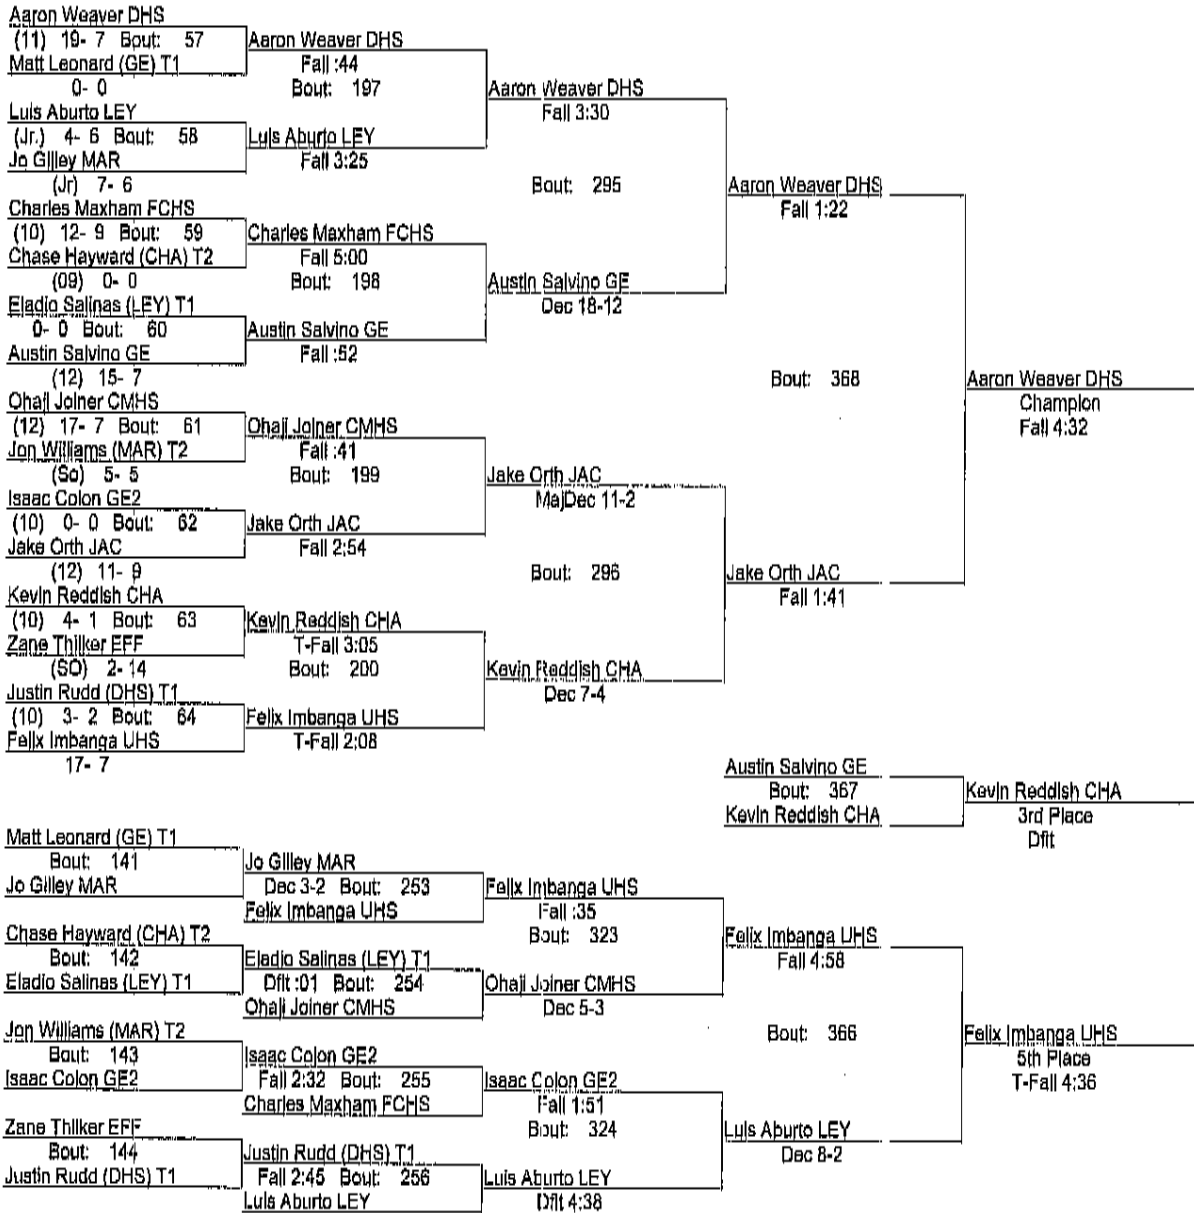 Aaron Weaver DHS
(11) 19- 7 Bout: 57
Matt Leonard (GE) T1
0- 0
Luis Aburto LEY
(Jr.) 4- 6 Bout: 58
Jo Gilley MAR
(Jr) 7- 6
Charles Maxham FCHS
(10) 12- 9 Bout: 59
Chase Hayward (CHA) T2
(09) 0- 0
Eladio Salinas (LEY) T1
0- 0 Bout: 60
Austin Salvino GE
(12) 15- 7
Ohaji Joiner CMHS
(12) 17- 7 Bout: 61
Jon Williams (MAR) T2
(So) 5- 5
Isaac Colon GE2
(10) 0- 0 Bout: 62
Jake Orth JAC
(12) 11- 9
Kevin Reddish CHA
(10) 4- 1 Bout: 63
Zane Thilker EFF
(SO) 2- 14
Justin Rudd (DHS) T1
(10) 3- 2 Bout: 64
Felix Imbanga UHS
17- 7
Aaron Weaver DHS
Fall :44
Bout: 197
Luis Aburto LEY
Fall 3:25
Charles Maxham FCHS
Fall 5:00
Bout: 198
Austin Salvino GE
Fall :52
Ohaji Joiner CMHS
Fall :41
Bout: 199
Jake Orth JAC
Fall 2:54
Kevin Reddish CHA
T-Fall 3:05
Bout: 200
Felix Imbanga UHS
T-Fall 2:08
Aaron Weaver DHS
Fall 3:30
Bout: 295
Austin Salvino GE
Dec 18-12
Jake Orth JAC
MajDec 11-2
Bout: 296
Kevin Reddish CHA
Dec 7-4
Aaron Weaver DHS
Fall 1:22
Bout: 368
Jake Orth JAC
Fall 1:41
Aaron Weaver DHS
Champion
Fall 4:32
Austin Salvino GE
Bout: 367
Kevin Reddish CHA
Kevin Reddish CHA
3rd Place
Dflt
Matt Leonard (GE) T1
Bout: 141
Jo Gilley MAR
Chase Hayward (CHA) T2
Bout: 142
Eladio Salinas (LEY) T1
Jon Williams (MAR) T2
Bout: 143
Isaac Colon GE2
Zane Thilker EFF
Bout: 144
Justin Rudd (DHS) T1
Jo Gilley MAR
Dec 3-2 Bout: 253
Felix Imbanga UHS
Eladio Salinas (LEY) T1
Dflt :01 Bout: 254
Ohaji Joiner CMHS
Isaac Colon GE2
Fall 2:32 Bout: 255
Charles Maxham FCHS
Justin Rudd (DHS) T1
Fall 2:45 Bout: 256
Luis Aburto LEY
Felix Imbanga UHS
Fall :35
Bout: 323
Ohaji Joiner CMHS
Dec 5-3
Isaac Colon GE2
Fall 1:51
Bout: 324
Luis Aburto LEY
Dflt 4:38
Felix Imbanga UHS
Fall 4:58
Bout: 366
Luis Aburto LEY
Dec 8-2
Felix Imbanga UHS
5th Place
T-Fall 4:36